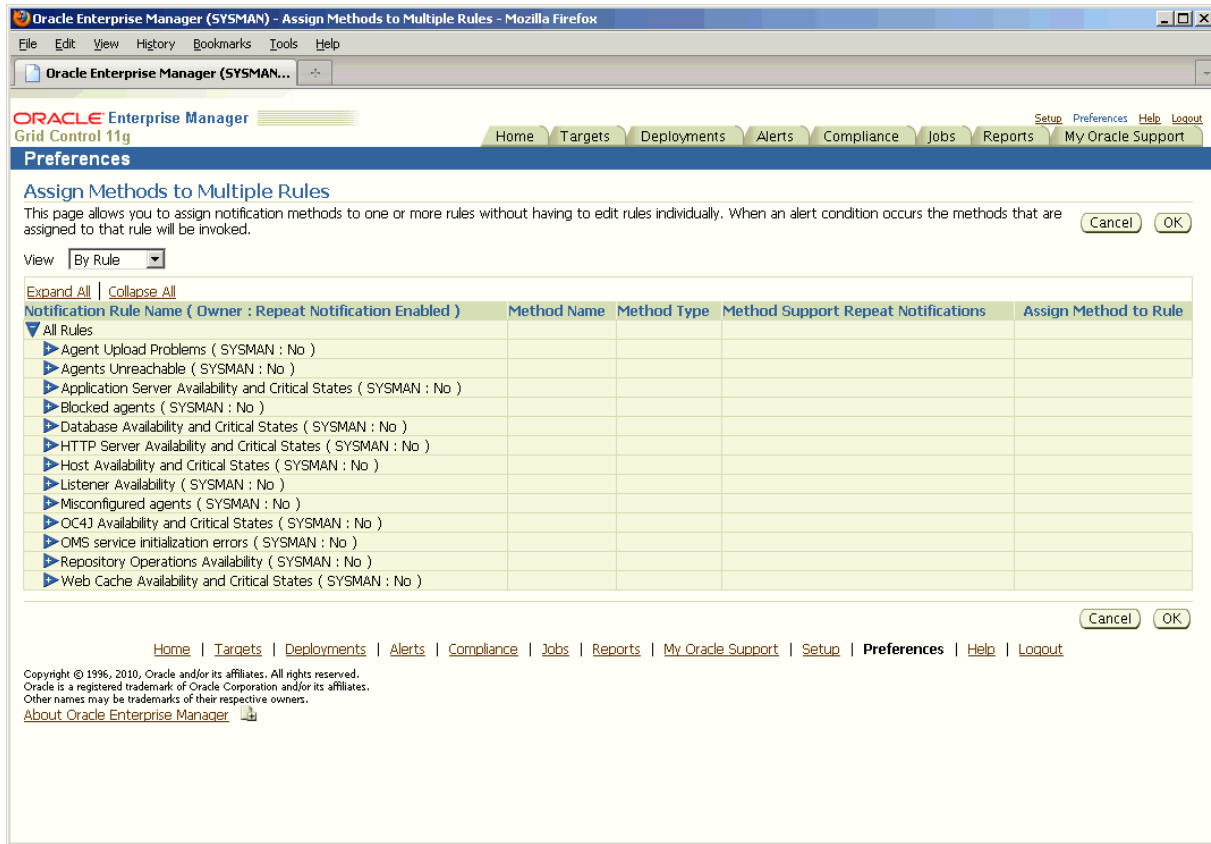 Oracle Enterprise Manager (SYSMAN) - Assign Methods to Multiple Rules - Mozilla Firefox
File Edit View History Bookmarks Tools Help
Oracle Enterprise Manager (SYSMAN...
ORACLE Enterprise Manager
Grid Control 11g
Setup Preferences Help Logout
Home Targets Deployments Alerts Compliance Jobs Reports My Oracle Support
Preferences
Assign Methods to Multiple Rules
This page allows you to assign notification methods to one or more rules without having to edit rules individually. When an alert condition occurs the methods that are
assigned to that rule will be invoked.
Cancel OK
View By Rule
Expand All | Collapse All
Notification Rule Name ( Owner : Repeat Notification Enabled ) Method Name Method Type Method Support Repeat Notifications Assign Method to Rule
All Rules
Agent Upload Problems ( SYSMAN : No )
Agents Unreachable ( SYSMAN : No )
Application Server Availability and Critical States ( SYSMAN : No )
Blocked agents ( SYSMAN : No )
Database Availability and Critical States ( SYSMAN : No )
HTTP Server Availability and Critical States ( SYSMAN : No )
Host Availability and Critical States ( SYSMAN : No )
Listener Availability ( SYSMAN : No )
Misconfigured agents ( SYSMAN : No )
OC4J Availability and Critical States ( SYSMAN : No )
OMS service initialization errors ( SYSMAN : No )
Repository Operations Availability ( SYSMAN : No )
Web Cache Availability and Critical States ( SYSMAN : No )
Cancel OK
Home | Targets | Deployments | Alerts | Compliance | Jobs | Reports | My Oracle Support | Setup | Preferences | Help | Logout
Copyright © 1996, 2010, Oracle and/or its affiliates. All rights reserved.
Oracle is a registered trademark of Oracle Corporation and/or its affiliates.
Other names may be trademarks of their respective owners.
About Oracle Enterprise Manager